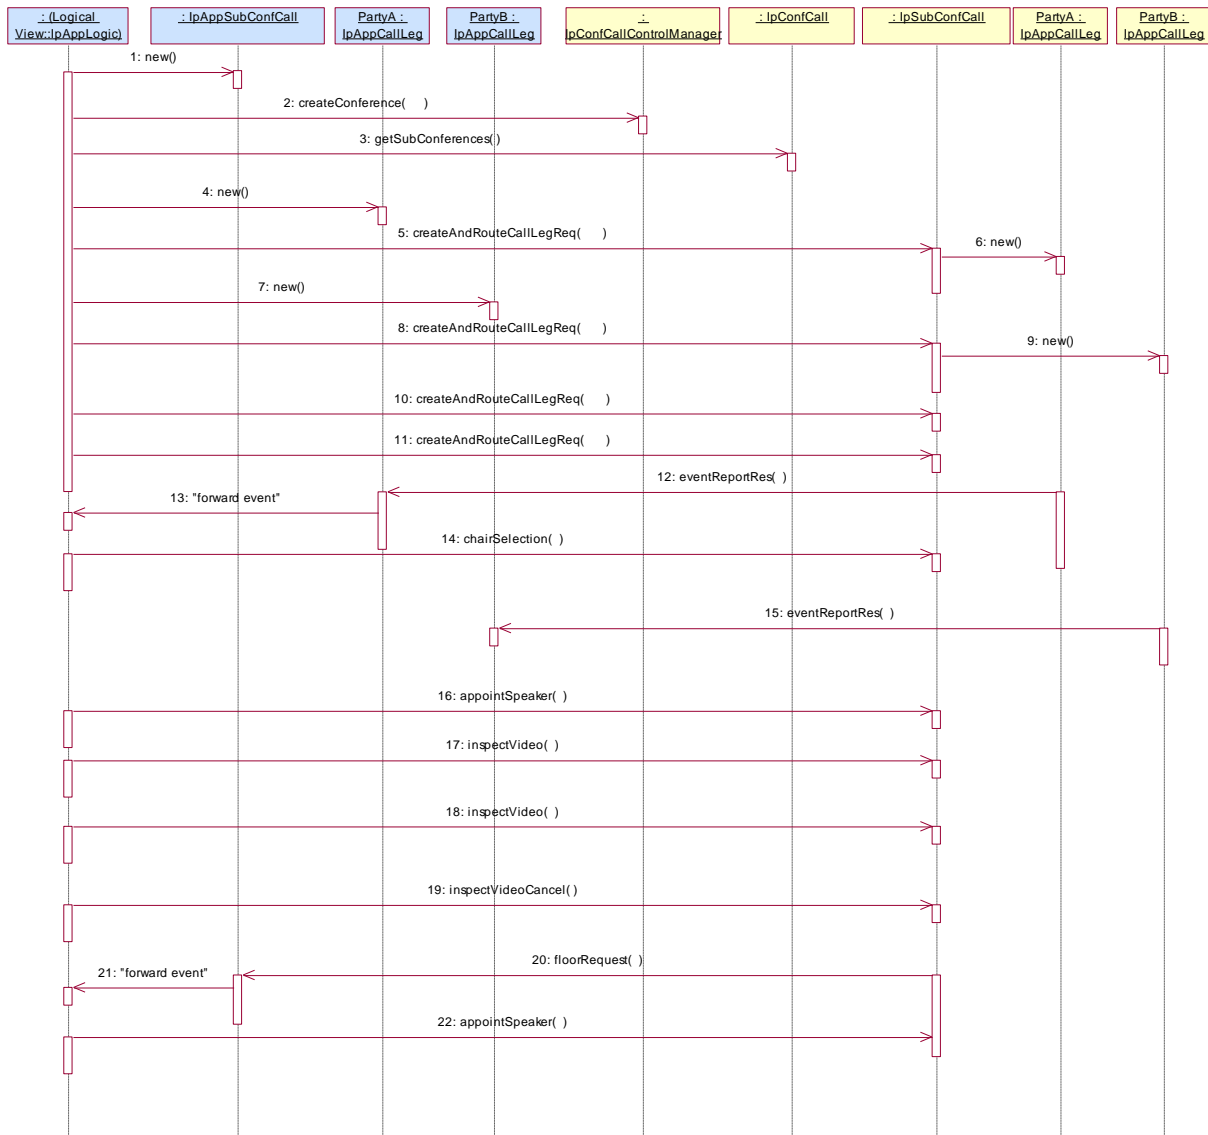 : (Logical
View::IpAppLogic)
: IpAppSubConfCall
PartyA :
IpAppCallLeg
PartyB :
IpAppCallLeg
:
IpConfCallControlManager
: IpConfCall
: IpSubConfCall
PartyA :
IpAppCallLeg
PartyB :
IpAppCallLeg
1: new()
2: createConference( )
3: getSubConferences( )
4: new()
5: createAndRouteCallLegReq( )
6: new()
7: new()
8: createAndRouteCallLegReq( )
9: new()
10: createAndRouteCallLegReq( )
11: createAndRouteCallLegReq( )
12: eventReportRes( )
13: "forward event"
14: chairSelection( )
15: eventReportRes( )
16: appointSpeaker( )
17: inspectVideo( )
18: inspectVideo( )
19: inspectVideoCancel( )
20: floorRequest( )
21: "forward event"
22: appointSpeaker( )